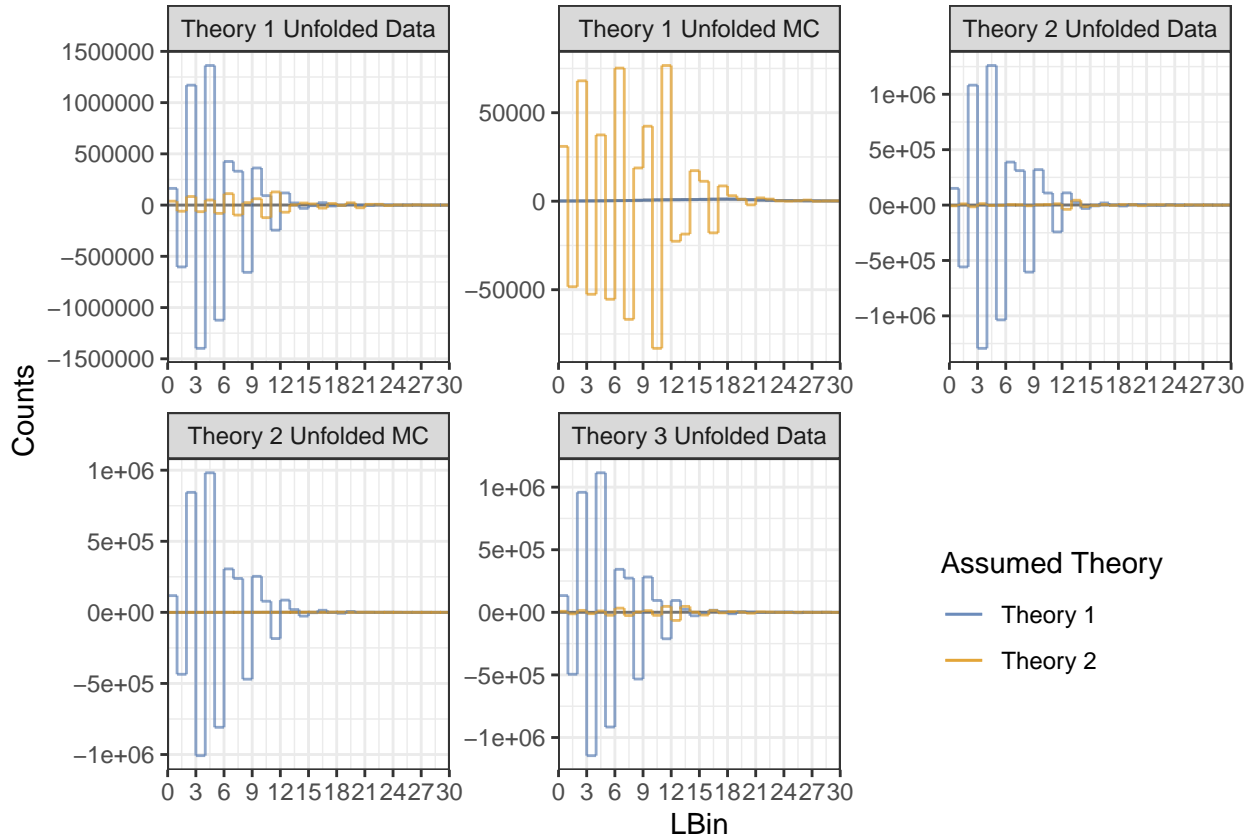 Theory 1 Unfolded Data
Theory 1 Unfolded MC
Theory 2 Unfolded Data
1500000
1000000
500000
0
−500000
−1000000
−1500000
0 3 6 9 12 15 18 21 24 27 30
50000
0
−50000
0 3 6 9 12 15 18 21 24 27 30
1e+06
5e+05
0e+00
−5e+05
−1e+06
0 3 6 9 12 15 18 21 24 27 30
Counts
Theory 2 Unfolded MC
Theory 3 Unfolded Data
1e+06
5e+05
0e+00
−5e+05
−1e+06
0 3 6 9 12 15 18 21 24 27 30
1e+06
5e+05
0e+00
−5e+05
−1e+06
0 3 6 9 12 15 18 21 24 27 30
LBin
Assumed Theory
Theory 1
Theory 2